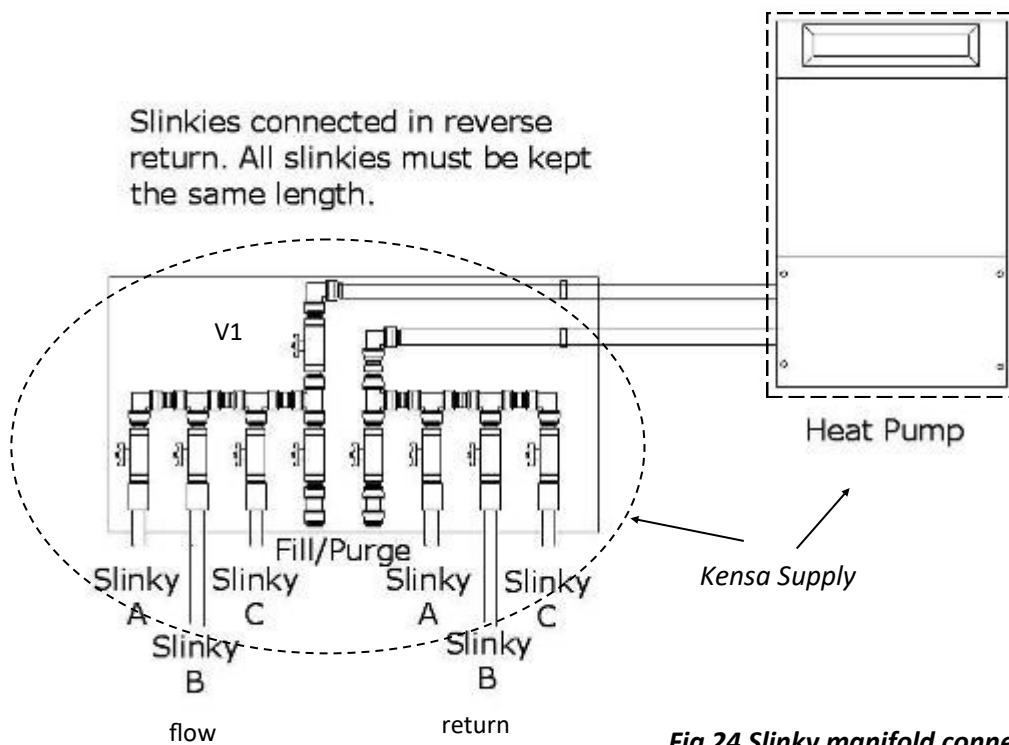 Slinkies connected in reverse
return. All slinkies must be kept
the same length.
V1
Heat Pump
Kensa Supply
Fill/Purge
Slinky
A
Slinky
B
Slinky
C
Slinky
A
Slinky
B
Slinky
C
flow
return
Fig 24 Slinky manifold